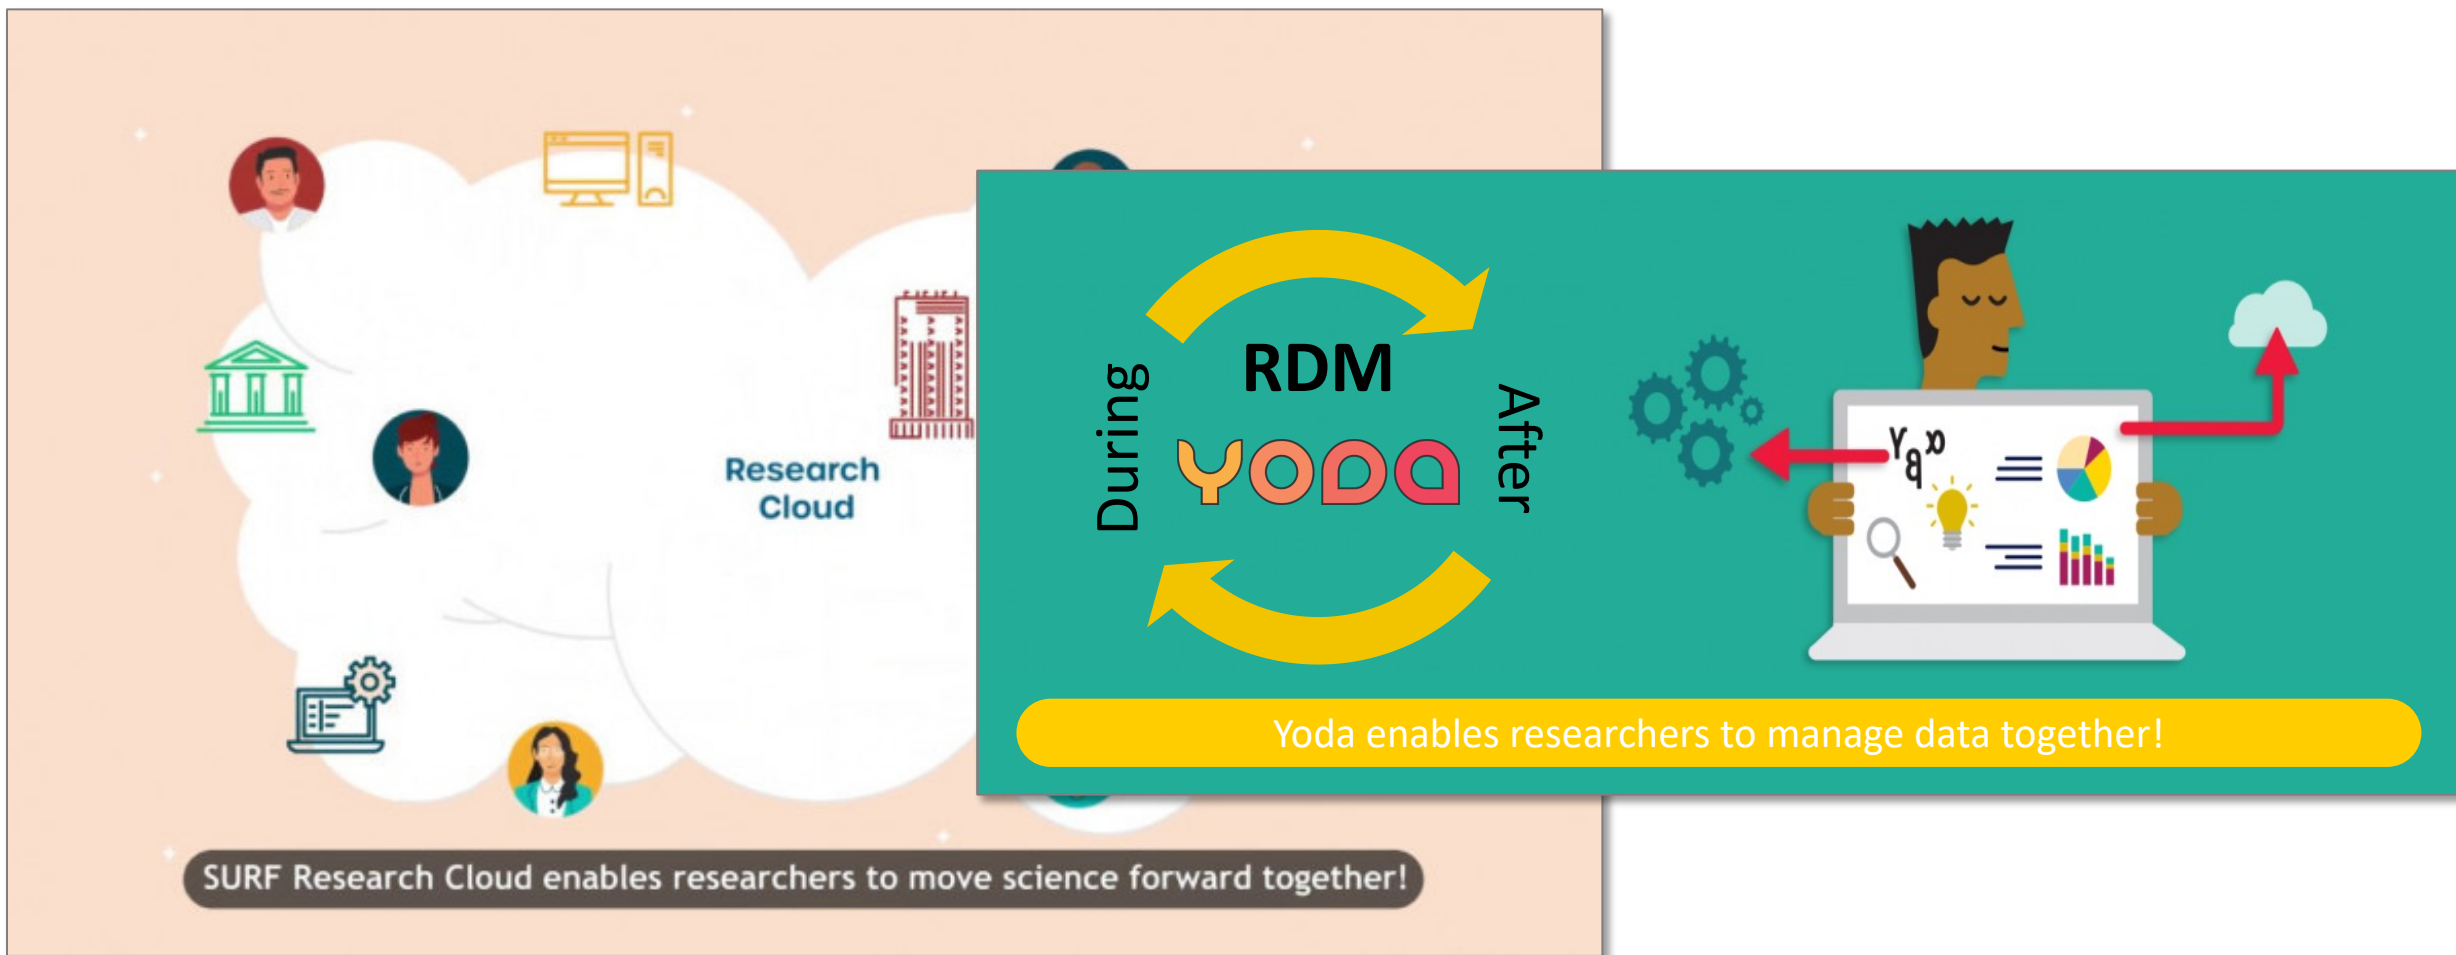 Research
Cloud
SURF Research Cloud enables researchers to move science forward together!
During
RDM
YODA
After
Yoda enables researchers to manage data together!